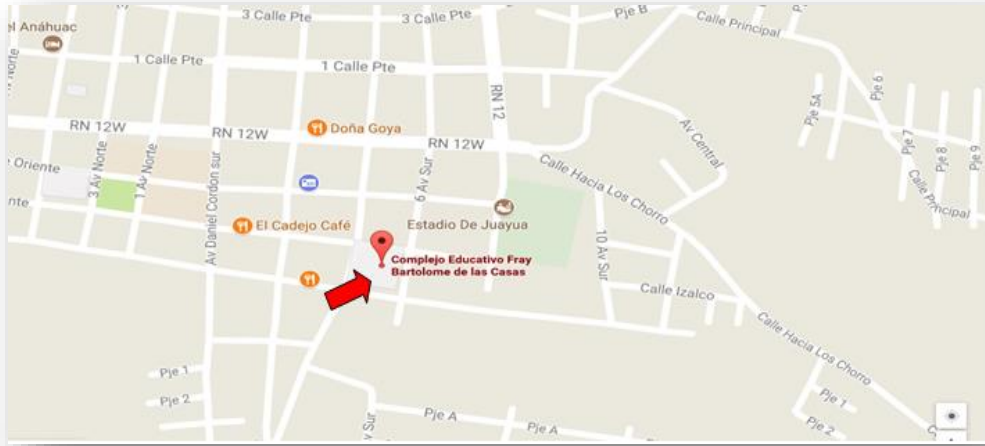 3 Calle Pte
3 Calle Pte
Pje B
Calle Principal
el Anáhuac
1 Calle Pte
1 Calle Pte
RN 12
Pje 6
Pje 5A
RN 12W
RN 12W
Doña Goya
RN 12W
Av Central
Pje 7
Pje 8
Pje 9
Oriente
3 Av Norte
1 Av Norte
Calle Hacia Los Chorro
Calle Principal
6 Av Sur
nte
Av Daniel Cordon sur
El Cadejo Café
Estadio De Juayua
10 Av Sur
Complejo Educativo Fray
Bartolome de las Casas
Calle Izalco
Calle Hacia Los Chorro
Pje 1
Pje 2
Pje A
Pje A
Pje 1
Pje 2
v Sur